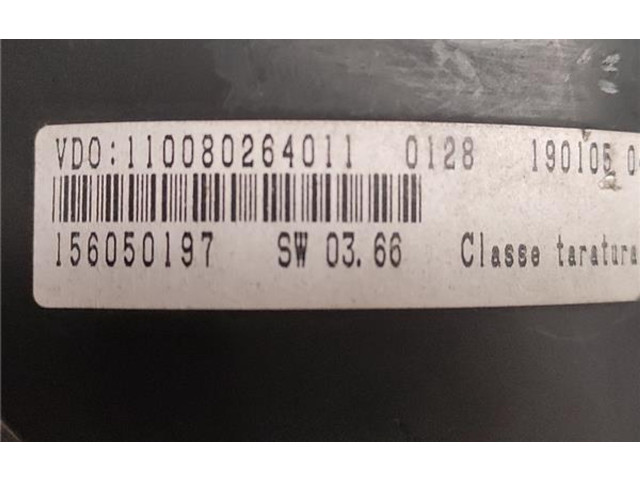 VDO:110080264011 0128 190105
156050197 SW 03.66 Classe taratura